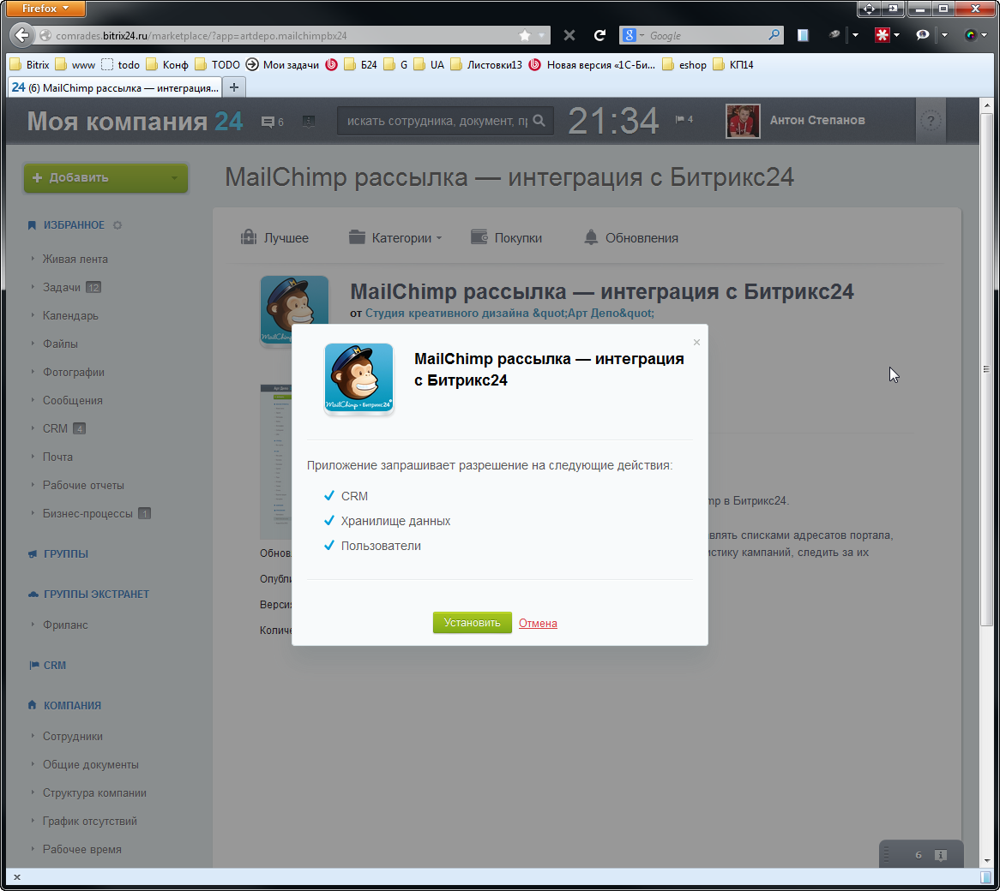 Firefox
comrades.bitrix24.ru/marketplace/?app=artdepo.mailchimpbx24
Google
Bitrix www todo Конф TODO Мои задачи Б24 G UA Листовки13 Новая версия «1С-Би... eshop КП14
24 (6) MailChimp рассылка — интеграция...
Моя компания 24
6
искать сотрудника, документ, пр
21:34
4
Антон Степанов
?
Добавить
MailChimp рассылка — интеграция с Битрикс24
ИЗБРАННОЕ
Живая лента
Задачи 12
Календарь
Файлы
Фотографии
Сообщения
CRM 4
Почта
Рабочие отчеты
Бизнес-процессы 1
ГРУППЫ
ГРУППЫ ЭКСТРАНЕТ
Фриланс
CRM
КОМПАНИЯ
Сотрудники
Общие документы
Структура компании
График отсутствий
Рабочее время
Лучшее Категории Покупки Обновления
MailChimp рассылка — интеграция с Битрикс24
от Студия креативного дизайна &quot;Арт Депо&quot;
MailChimp
mp в Битрикс24.
влять списками адресатов портала,
истику кампаний, следить за их
Обнов
Опубли
Версия
Количе
MailChimp рассылка — интеграция
с Битрикс24
MailChimp + Битрикс24
Приложение запрашивает разрешение на следующие действия:
CRM
Хранилище данных
Пользователи
Установить Отмена
6